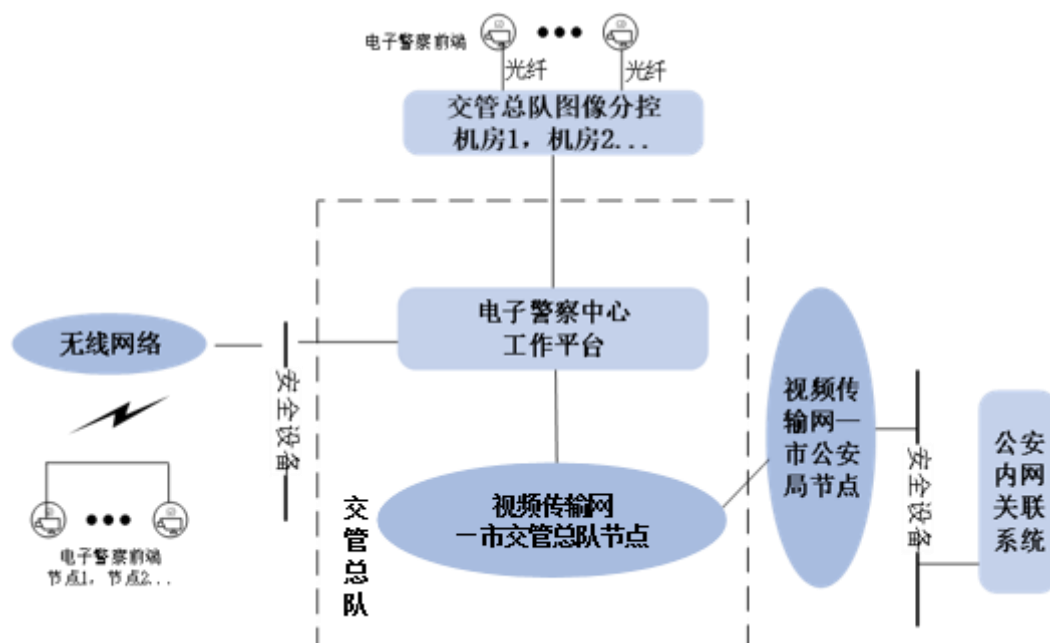 电子警察前端
光纤
光纤
交管总队图像分控
机房1，机房2...
电子警察中心
工作平台
无线网络
安全设备
电子警察前端
节点1，节点2...
交管总队
视频传输网
－市交管总队节点
视频传
输网—
市公安
局节点
安全设备
公安
内网
关联
系统